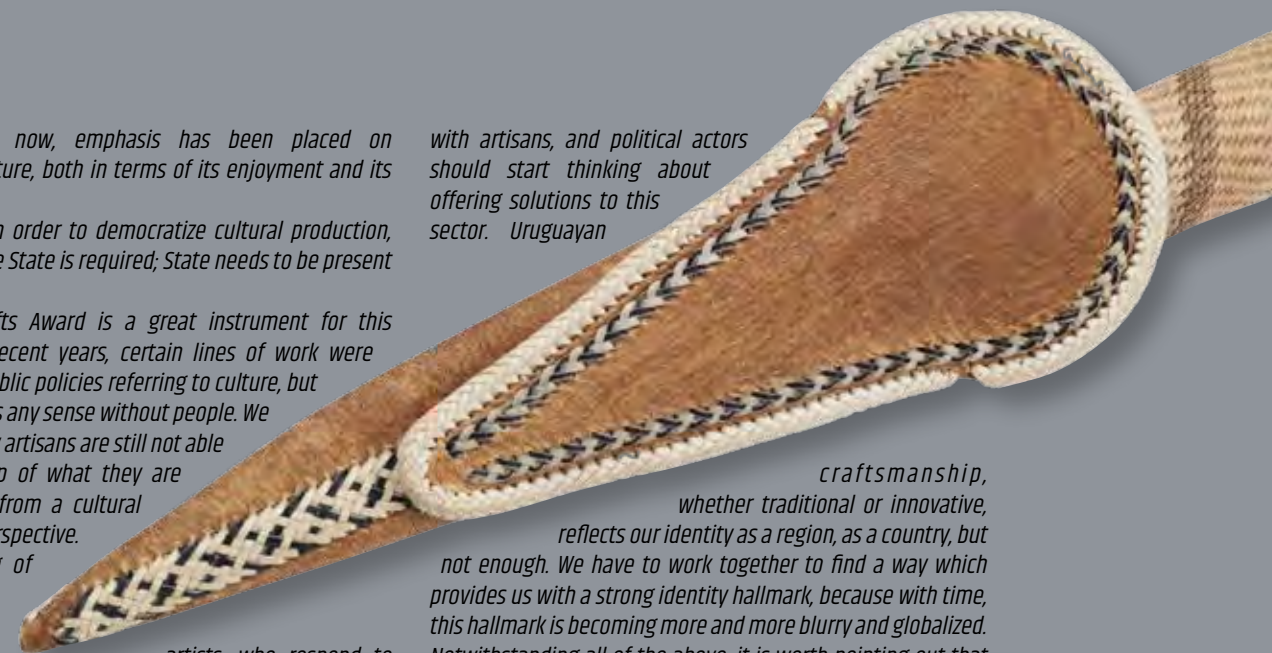 now, emphasis has been placed on
both in terms of its enjoyment and its
order to democratize cultural production,
State is required; State needs to be present
Award is a great instrument for this
years, certain lines of work were
policies referring to culture, but
any sense without people. We
artisans are still not able
of what they are
from a cultural
of
artists, who respond to
with artisans, and political actors
should start thinking about
offering solutions to this
sector. Uruguayan
craftsmanship,
whether traditional or innovative,
reflects our identity as a region, as a country, but
not enough. We have to work together to find a way which
provides us with a strong identity hallmark, because with time,
this hallmark is becoming more and more blurry and globalized.
Notwithstanding all of the above, it is worth pointing out that